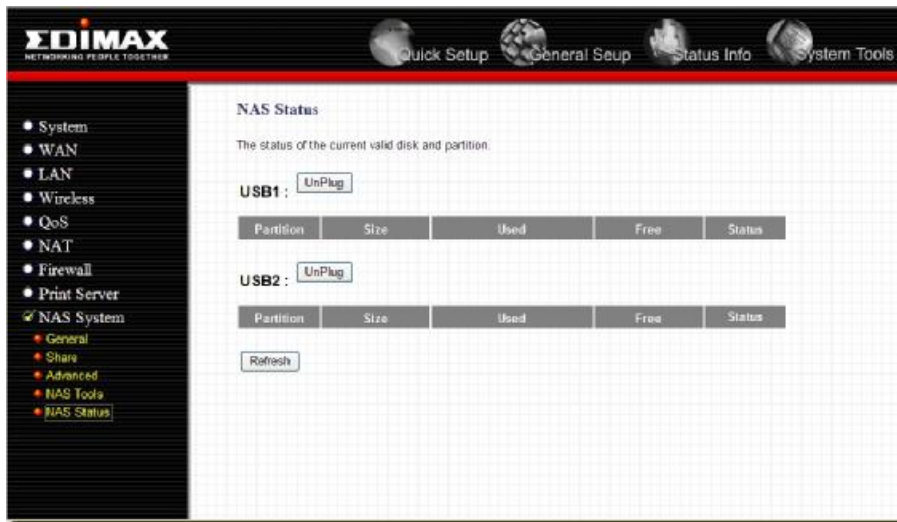 EDIMAX
NETWORKING PEOPLE TOGETHER
Quick Setup General Seup Status Info System Tools
System
WAN
LAN
Wireless
QoS
NAT
Firewall
Print Server
NAS System
General
Share
Advanced
NAS Tools
NAS Status
NAS Status
The status of the current valid disk and partition.
USB1 : UnPlug
Partition Size Used Free Status
USB2 : UnPlug
Partition Size Used Free Status
Refresh